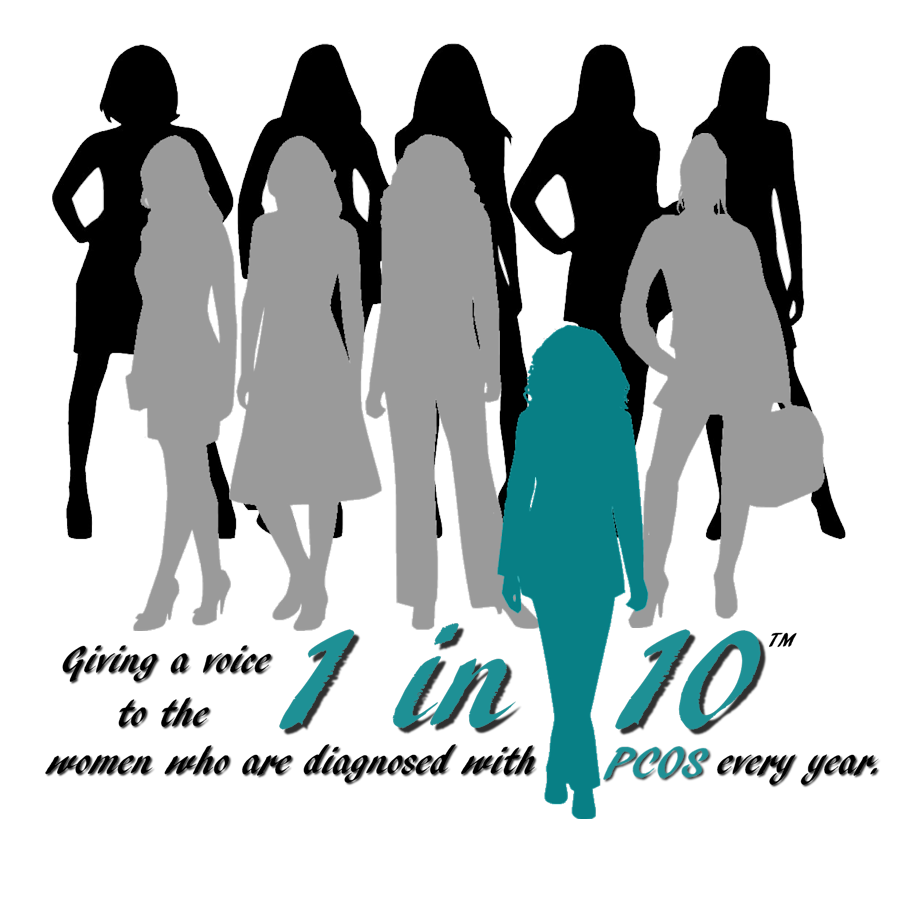 Giving a voice
to the
1 in 10™
women who are diagnosed with PCOS every year.